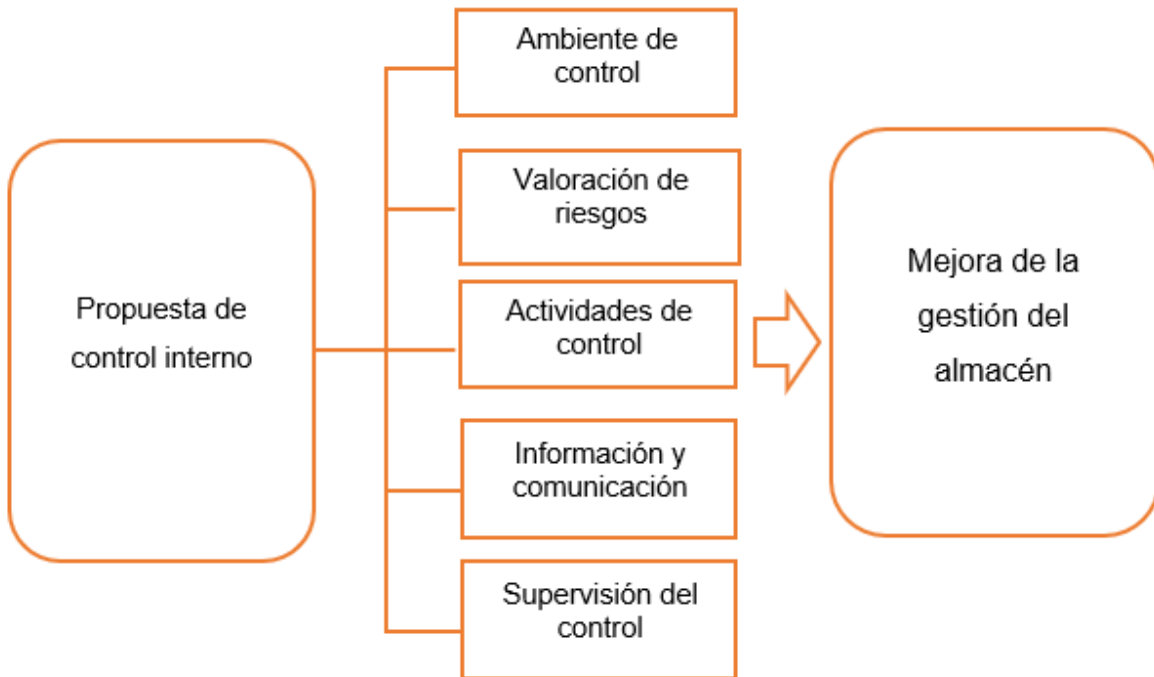 Propuesta de
control interno
Ambiente de
control
Valoración de
riesgos
Actividades de
control
Información y
comunicación
Supervisión del
control
Mejora de la
gestión del
almacén